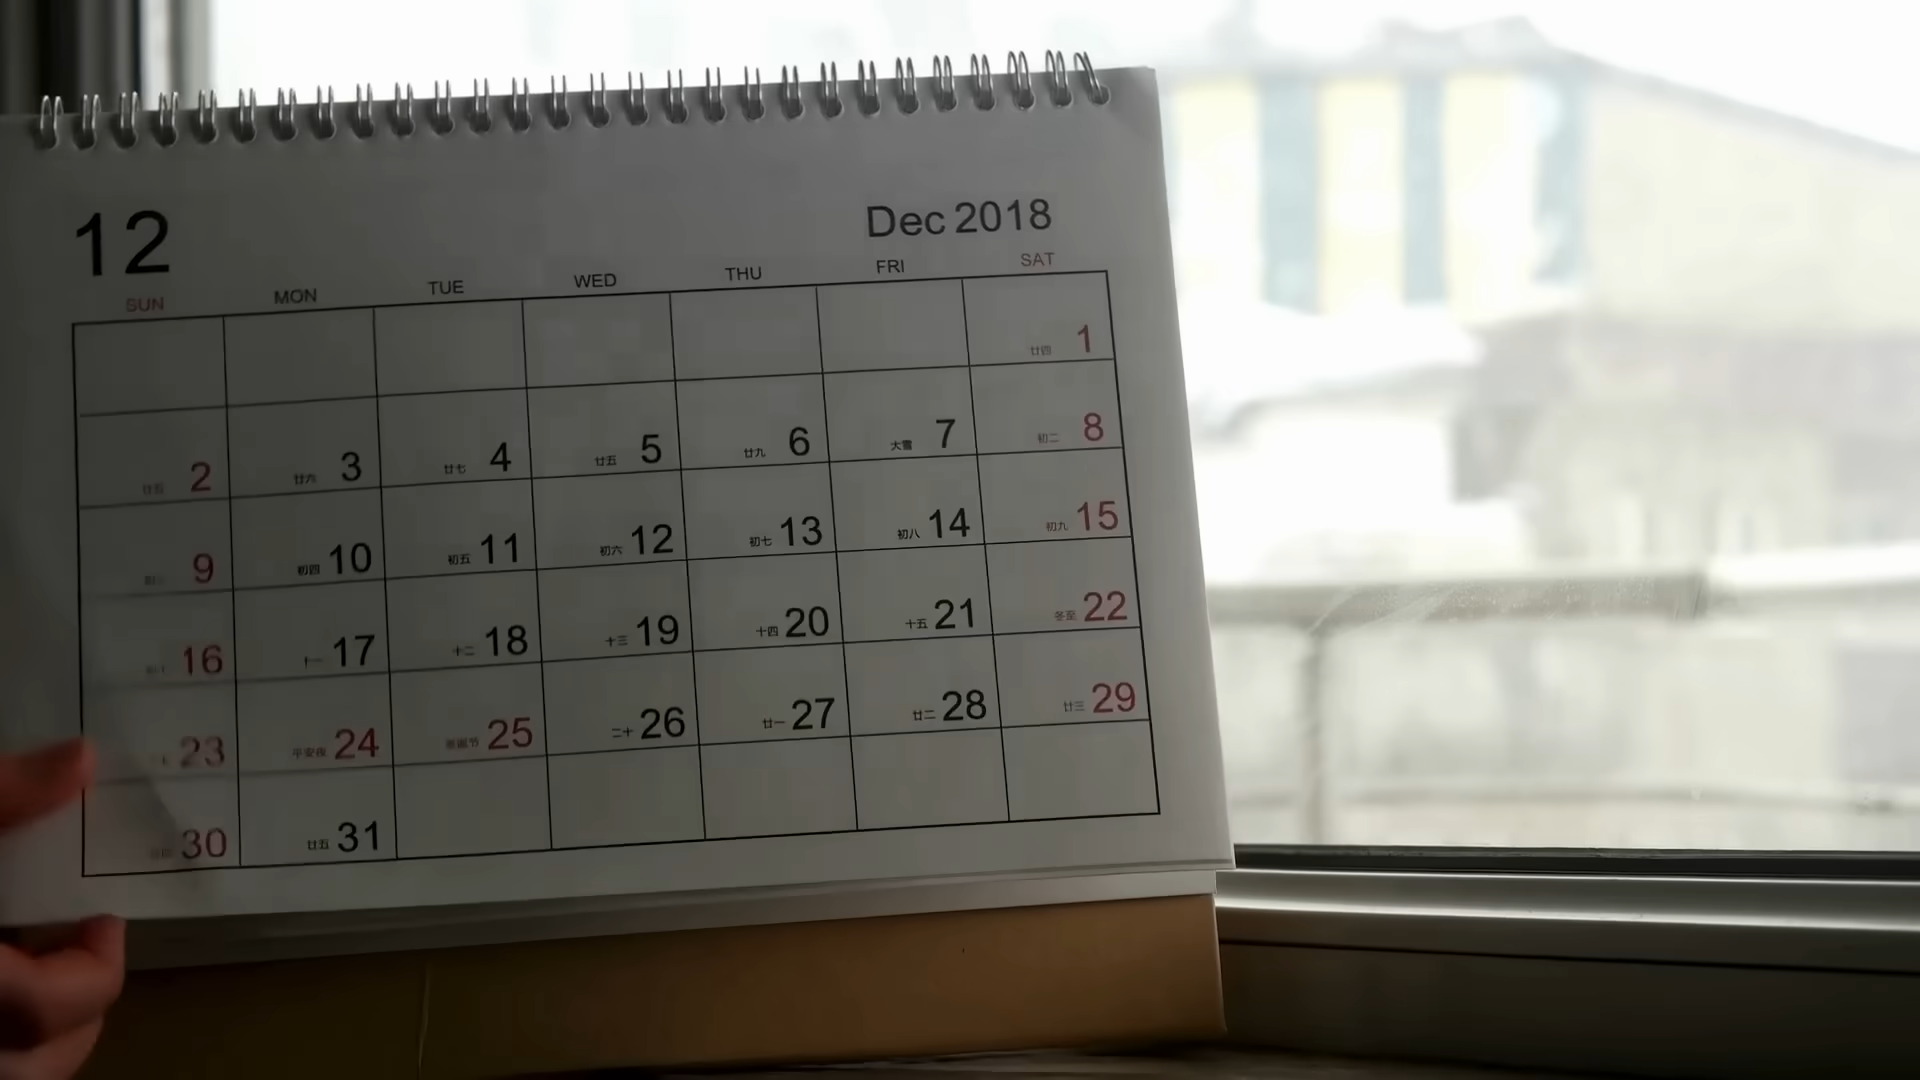 12
Dec 2018
SUN MON TUE WED THU FRI SAT
廿四 1
2 廿六 3 廿七 4 廿五 5 廿九 6 大雪 7 初二 8
9 初四 10 初五 11 初六 12 初七 13 初八 14 初九 15
16 十一 17 十二 18 十三 19 十四 20 十五 21 冬至 22
23 平安夜 24 25 二十 26 廿一 27 廿二 28 廿三 29
30 廿五 31